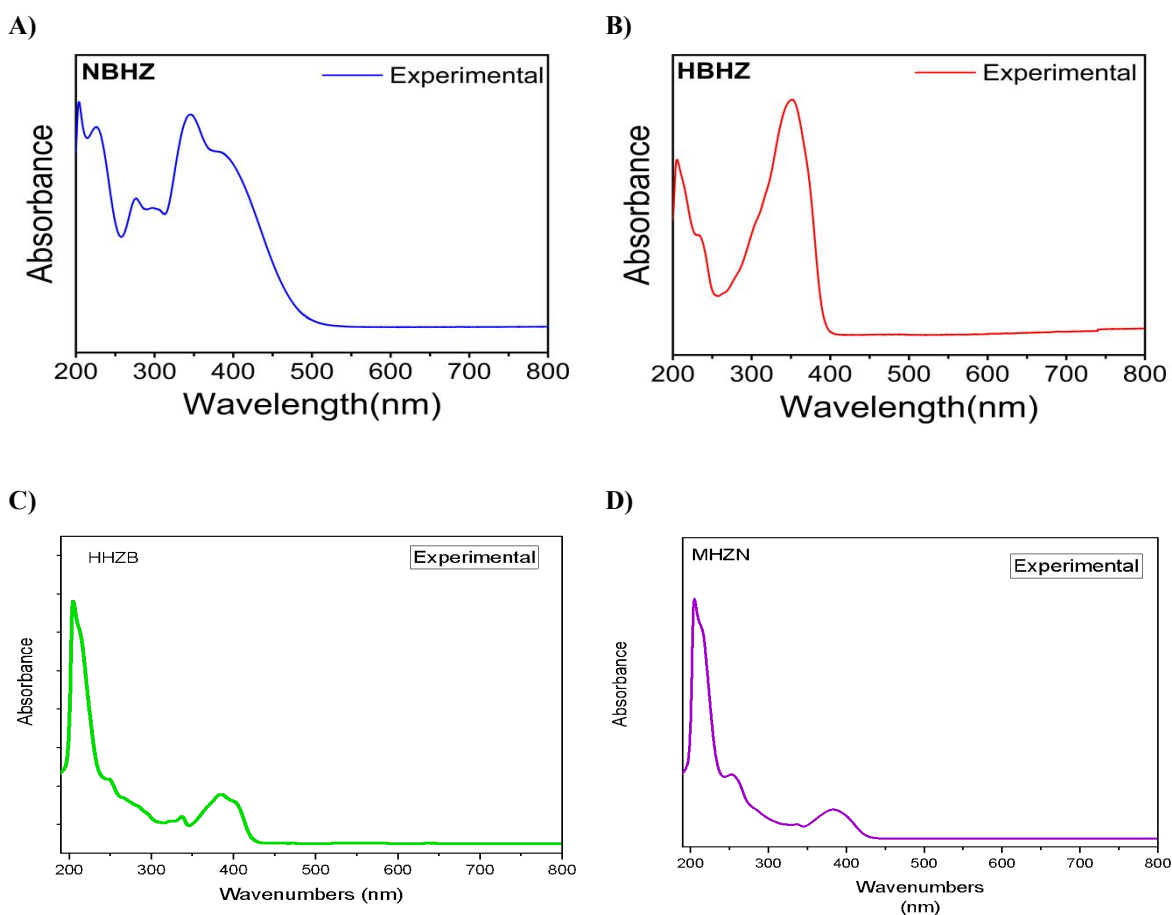 A)
NBHZ
Experimental
Absorbance
200 300 400 500 600 700 800
Wavelength(nm)
B)
HBHZ
Experimental
Absorbance
200 300 400 500 600 700 800
Wavelength(nm)
C)
HHZB
Experimental
Absorbance
200 300 400 500 600 700 800
Wavenumbers (nm)
D)
MHZN
Experimental
Absorbance
200 300 400 500 600 700 800
Wavenumbers
(nm)